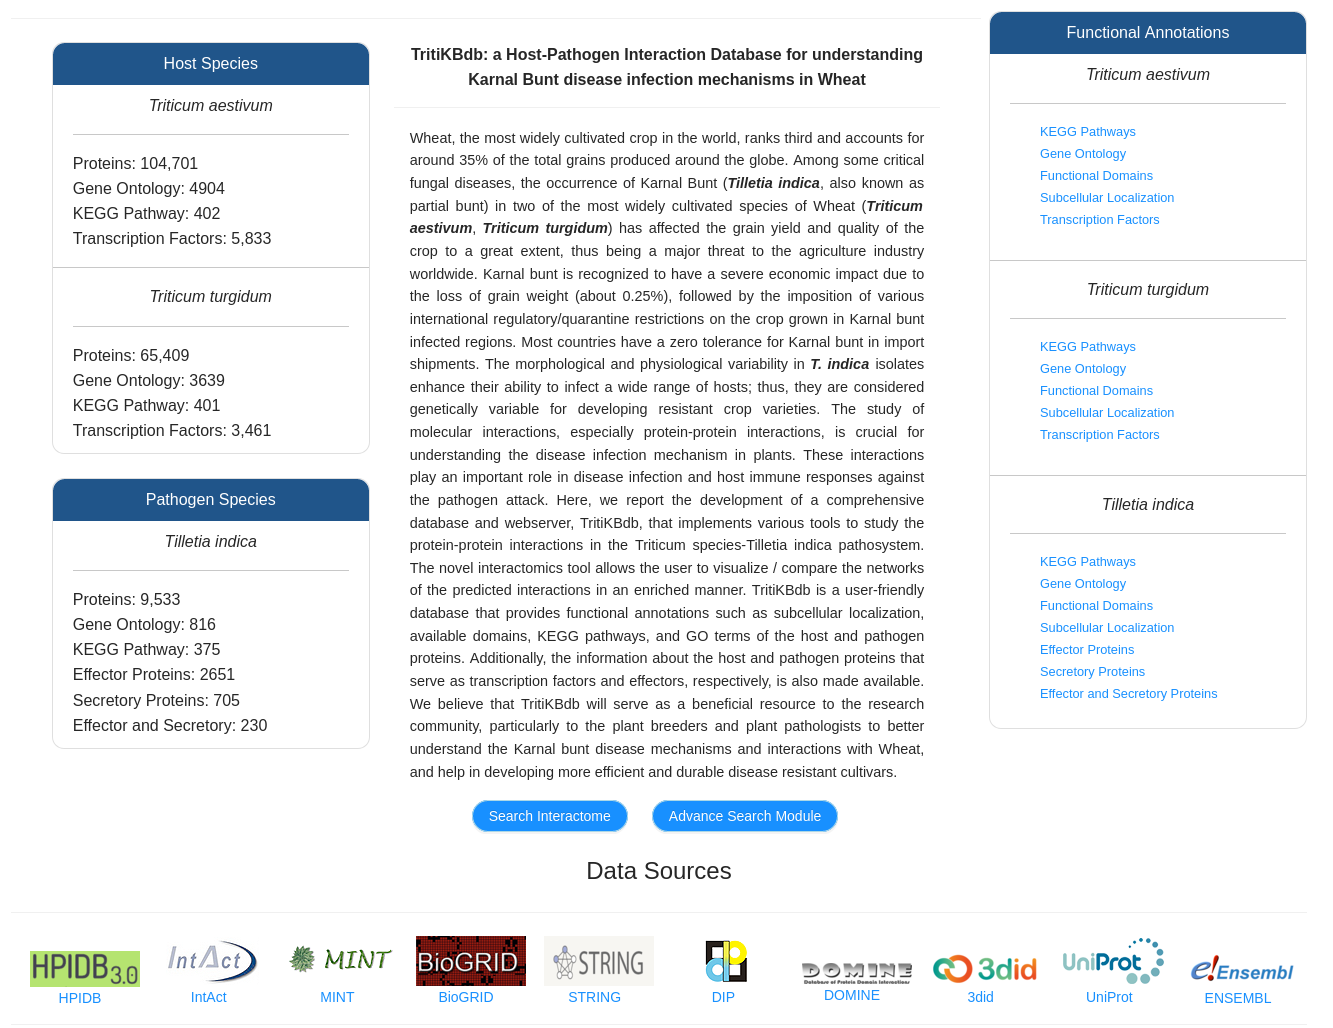 Host Species
Triticum aestivum
Proteins: 104,701
Gene Ontology: 4904
KEGG Pathway: 402
Transcription Factors: 5,833
Triticum turgidum
Proteins: 65,409
Gene Ontology: 3639
KEGG Pathway: 401
Transcription Factors: 3,461
Pathogen Species
Tilletia indica
Proteins: 9,533
Gene Ontology: 816
KEGG Pathway: 375
Effector Proteins: 2651
Secretory Proteins: 705
Effector and Secretory: 230
TritiKBdb: a Host-Pathogen Interaction Database for understanding
Karnal Bunt disease infection mechanisms in Wheat
Wheat, the most widely cultivated crop in the world, ranks third and accounts for
around 35% of the total grains produced around the globe. Among some critical
fungal diseases, the occurrence of Karnal Bunt (Tilletia indica, also known as
partial bunt) in two of the most widely cultivated species of Wheat (Triticum
aestivum, Triticum turgidum) has affected the grain yield and quality of the
crop to a great extent, thus being a major threat to the agriculture industry
worldwide. Karnal bunt is recognized to have a severe economic impact due to
the loss of grain weight (about 0.25%), followed by the imposition of various
international regulatory/quarantine restrictions on the crop grown in Karnal bunt
infected regions. Most countries have a zero tolerance for Karnal bunt in import
shipments. The morphological and physiological variability in T. indica isolates
enhance their ability to infect a wide range of hosts; thus, they are considered
genetically variable for developing resistant crop varieties. The study of
molecular interactions, especially protein-protein interactions, is crucial for
understanding the disease infection mechanism in plants. These interactions
play an important role in disease infection and host immune responses against
the pathogen attack. Here, we report the development of a comprehensive
database and webserver, TritiKBdb, that implements various tools to study the
protein-protein interactions in the Triticum species-Tilletia indica pathosystem.
The novel interactomics tool allows the user to visualize / compare the networks
of the predicted interactions in an enriched manner. TritiKBdb is a user-friendly
database that provides functional annotations such as subcellular localization,
available domains, KEGG pathways, and GO terms of the host and pathogen
proteins. Additionally, the information about the host and pathogen proteins that
serve as transcription factors and effectors, respectively, is also made available.
We believe that TritiKBdb will serve as a beneficial resource to the research
community, particularly to the plant breeders and plant pathologists to better
understand the Karnal bunt disease mechanisms and interactions with Wheat,
and help in developing more efficient and durable disease resistant cultivars.
Search Interactome
Advance Search Module
Functional Annotations
Triticum aestivum
KEGG Pathways
Gene Ontology
Functional Domains
Subcellular Localization
Transcription Factors
Triticum turgidum
KEGG Pathways
Gene Ontology
Functional Domains
Subcellular Localization
Transcription Factors
Tilletia indica
KEGG Pathways
Gene Ontology
Functional Domains
Subcellular Localization
Effector Proteins
Secretory Proteins
Effector and Secretory Proteins
Data Sources
HPIDB 3.0
HPIDB
IntAct
IntAct
MINT
MINT
BioGRID
BioGRID
STRING
STRING
DIP
DIP
DOMINE
Database of Protein Domain Interactions
DOMINE
3did
3did
UniProt
UniProt
e!Ensembl
ENSEMBL